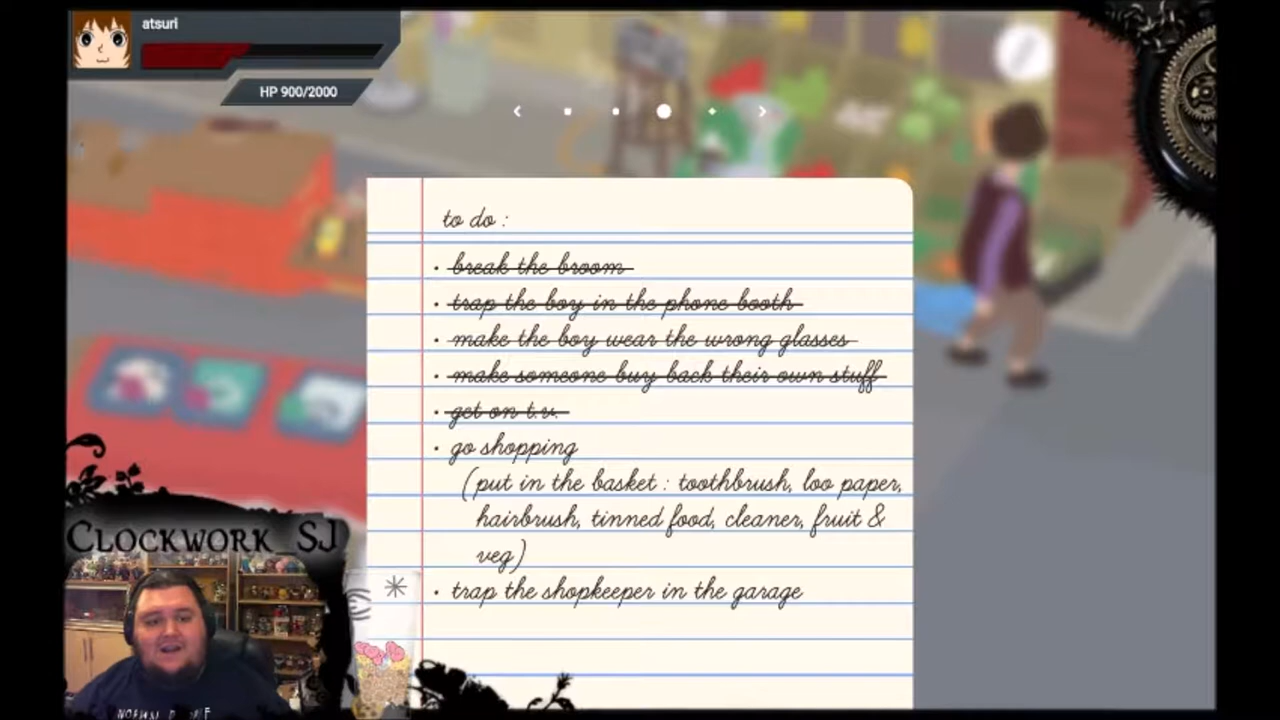 atsuri
HP 900/2000
to do :
• break the broom
• trap the boy in the phone booth
• make the boy wear the wrong glasses
• make someone buy back their own stuff
• get on t.v.
• go shopping
(put in the basket : toothbrush, loo paper,
hairbrush, tinned food, cleaner, fruit &
veg)
• trap the shopkeeper in the garage
Clockwork_SJ